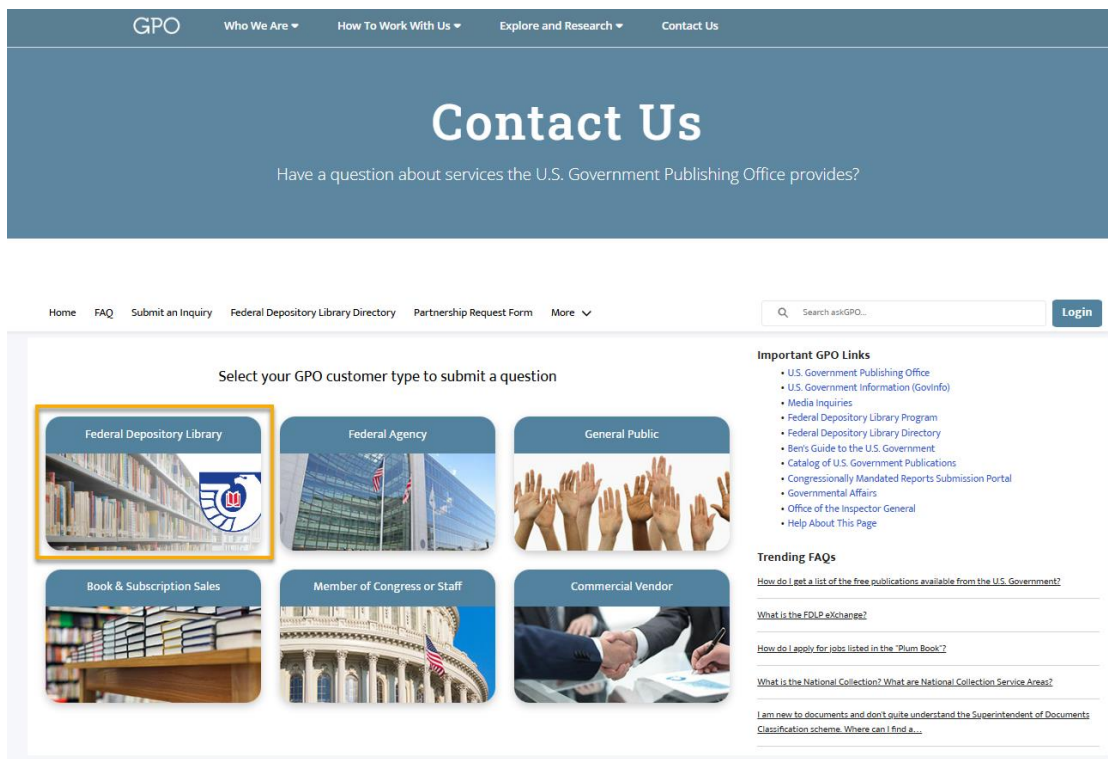 GPO
Who We Are
How To Work With Us
Explore and Research
Contact Us
Contact Us
Have a question about services the U.S. Government Publishing Office provides?
Home
FAQ
Submit an Inquiry
Federal Depository Library Directory
Partnership Request Form
More
Search askGPO...
Login
Select your GPO customer type to submit a question
Federal Depository Library
Federal Agency
General Public
Book & Subscription Sales
Member of Congress or Staff
Commercial Vendor
Important GPO Links
• U.S. Government Publishing Office
• U.S. Government Information (GovInfo)
• Media Inquiries
• Federal Depository Library Program
• Federal Depository Library Directory
• Ben's Guide to the U.S. Government
• Catalog of U.S. Government Publications
• Congressionally Mandated Reports Submission Portal
• Governmental Affairs
• Office of the Inspector General
• Help About This Page
Trending FAQs
How do I get a list of the free publications available from the U.S. Government?
What is the FDLP eXchange?
How do I apply for jobs listed in the "Plum Book"?
What is the National Collection? What are National Collection Service Areas?
I am new to documents and don't quite understand the Superintendent of Documents
Classification scheme. Where can I find a...